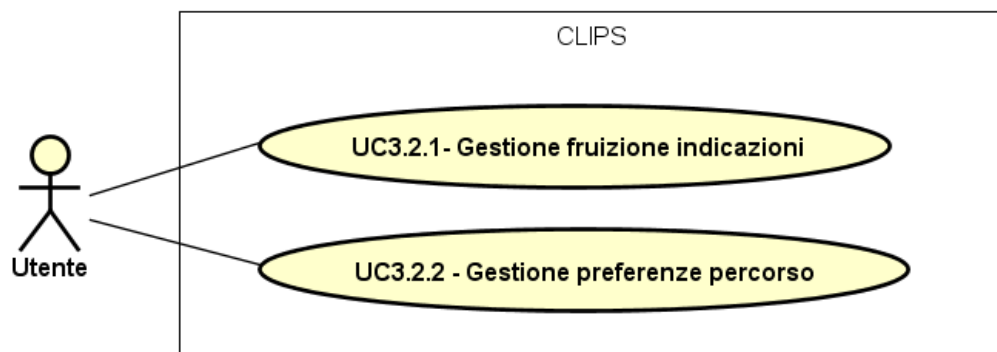 CLIPS
UC3.2.1- Gestione fruizione indicazioni
Utente
UC3.2.2 - Gestione preferenze percorso